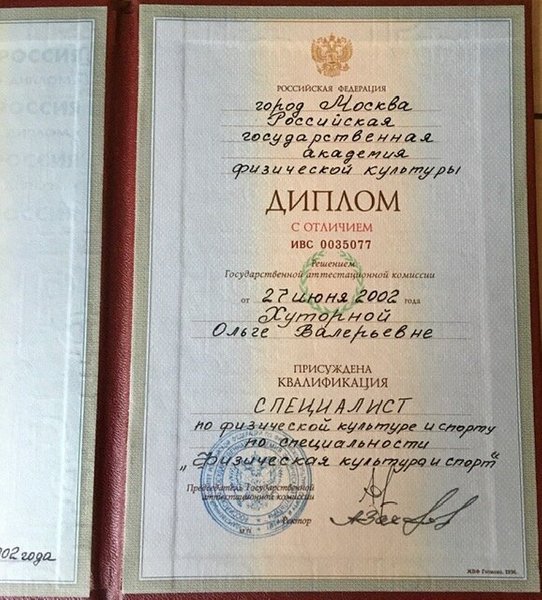 РОССИЙСКАЯ ФЕДЕРАЦИЯ
город Москва
Российская
государственная
академия
физической культуры
ДИПЛОМ
С ОТЛИЧИЕМ
ИВС 0035077
Решением
Государственной аттестационной комиссии
от 27 июня 2002 года
Хуторной
Ольге Валерьевне
ПРИСУЖДЕНА
КВАЛИФИКАЦИЯ
СПЕЦИАЛИСТ
по физической культуре и спорту
по специальности
„Физическая культура и спорт“
Председатель Государственной
аттестационной комиссии
Ректор
М.П.
002 года